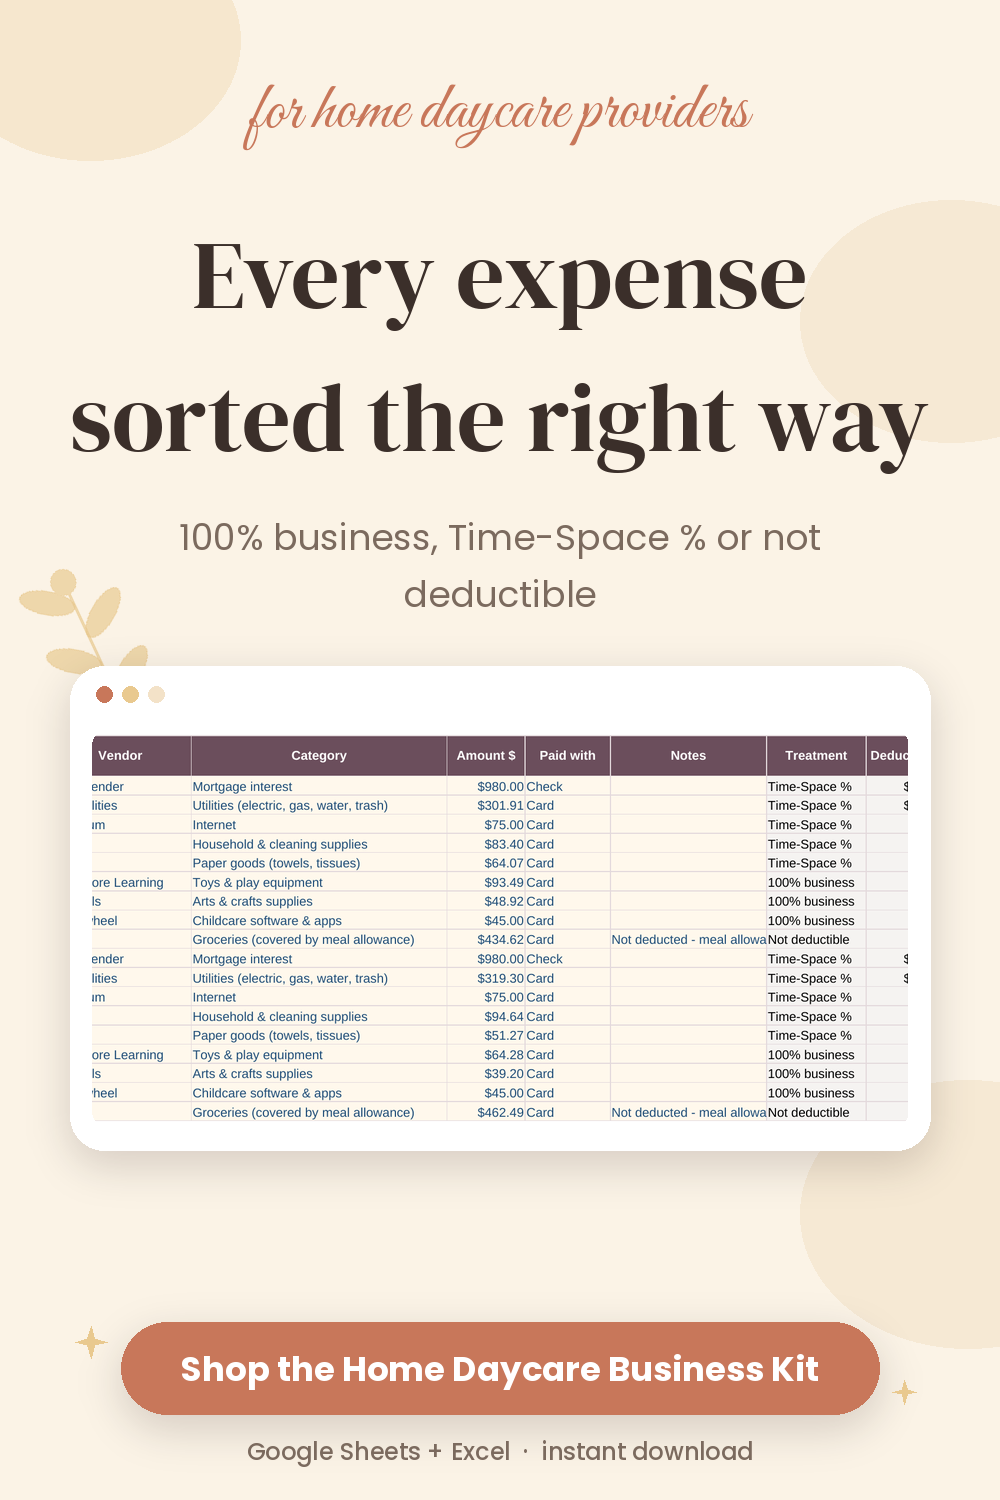 for home daycare providers
Every expense
sorted the right way
100% business, Time-Space % or not
deductible
Vendor Category Amount $ Paid with Notes Treatment Deduc
ender Mortgage interest $980.00 Check Time-Space % $
lities Utilities (electric, gas, water, trash) $301.91 Card Time-Space % $
um Internet $75.00 Card Time-Space %
Household & cleaning supplies $83.40 Card Time-Space %
Paper goods (towels, tissues) $64.07 Card Time-Space %
ore Learning Toys & play equipment $93.49 Card 100% business
ls Arts & crafts supplies $48.92 Card 100% business
heel Childcare software & apps $45.00 Card 100% business
Groceries (covered by meal allowance) $434.62 Card Not deducted - meal allowa Not deductible
ender Mortgage interest $980.00 Check Time-Space % $
lities Utilities (electric, gas, water, trash) $319.30 Card Time-Space % $
um Internet $75.00 Card Time-Space %
Household & cleaning supplies $94.64 Card Time-Space %
Paper goods (towels, tissues) $51.27 Card Time-Space %
ore Learning Toys & play equipment $64.28 Card 100% business
ls Arts & crafts supplies $39.20 Card 100% business
heel Childcare software & apps $45.00 Card 100% business
Groceries (covered by meal allowance) $462.49 Card Not deducted - meal allowa Not deductible
Shop the Home Daycare Business Kit
Google Sheets + Excel · instant download